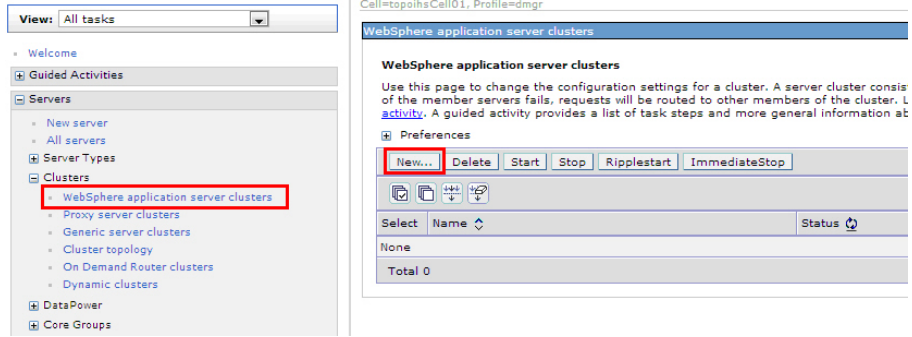 View: All tasks
Welcome
Guided Activities
Servers
New server
All servers
Server Types
Clusters
WebSphere application server clusters
Proxy server clusters
Generic server clusters
Cluster topology
On Demand Router clusters
Dynamic clusters
DataPower
Core Groups
Cell=topoihsCell01, Profile=dmgr
WebSphere application server clusters
WebSphere application server clusters
Use this page to change the configuration settings for a cluster. A server cluster consis
of the member servers fails, requests will be routed to other members of the cluster. L
activity. A guided activity provides a list of task steps and more general information ab
Preferences
New... Delete Start Stop Ripplestart ImmediateStop
Select Name Status
None
Total 0